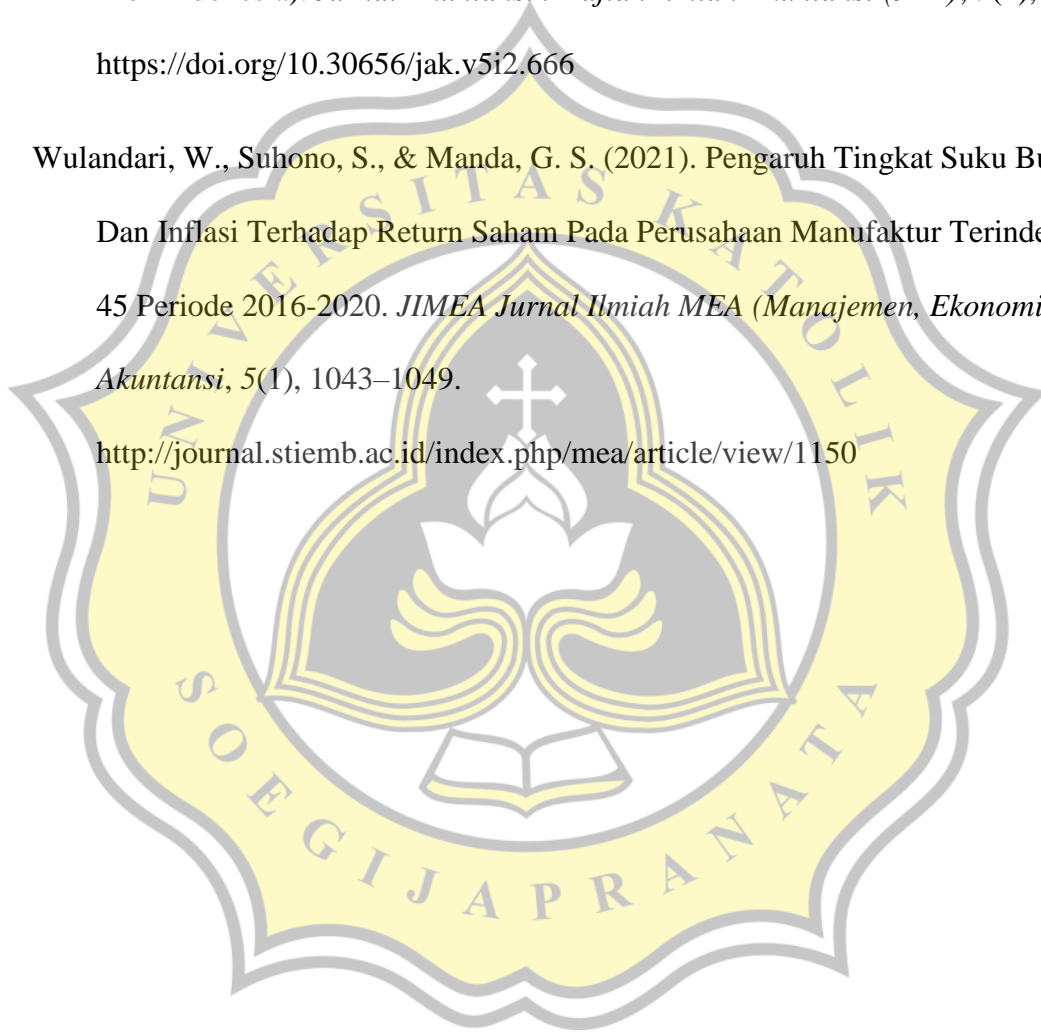 https://doi.org/10.30656/jak.v5i2.666
Wulandari, W., Suhono, S., & Manda, G. S. (2021). Pengaruh Tingkat Suku
Dan Inflasi Terhadap Return Saham Pada Perusahaan Manufaktur
45 Periode 2016-2020. JIMEA Jurnal Ilmiah MEA (Manajemen, Ekonomi
Akuntansi, 5(1), 1043–1049.
http://journal.stiemb.ac.id/index.php/mea/article/view/1150
UNIVERSITAS KATOLIK
SOEGIJAPRANATA